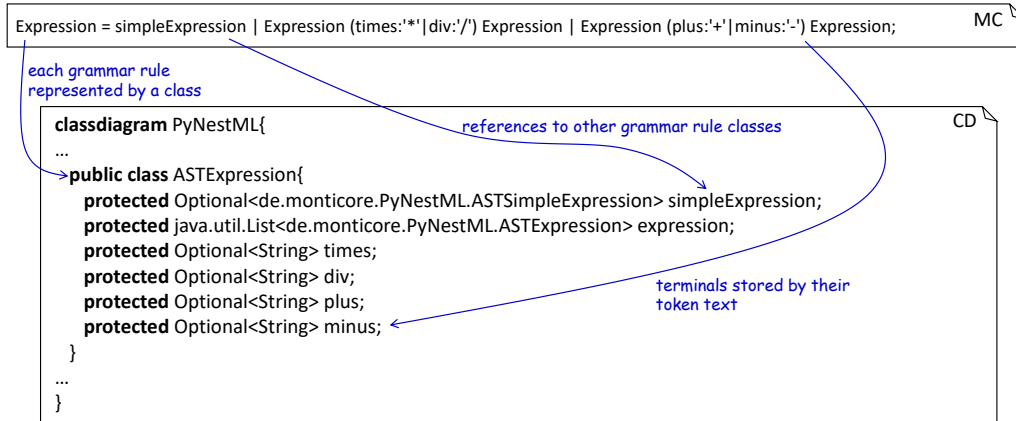 Expression = simpleExpression | Expression (times:'*'|div:'/') Expression | Expression (plus:'+'|minus:'-') Expression;
MC
each grammar rule
represented by a class
classdiagram PyNestML{
references to other grammar rule classes
CD
...
public class ASTExpression{
protected Optional<de.monticore.PyNestML.ASTSimpleExpression> simpleExpression;
protected java.util.List<de.monticore.PyNestML.ASTExpression> expression;
protected Optional<String> times;
protected Optional<String> div;
protected Optional<String> plus;
protected Optional<String> minus;
terminals stored by their
token text
}
...
}